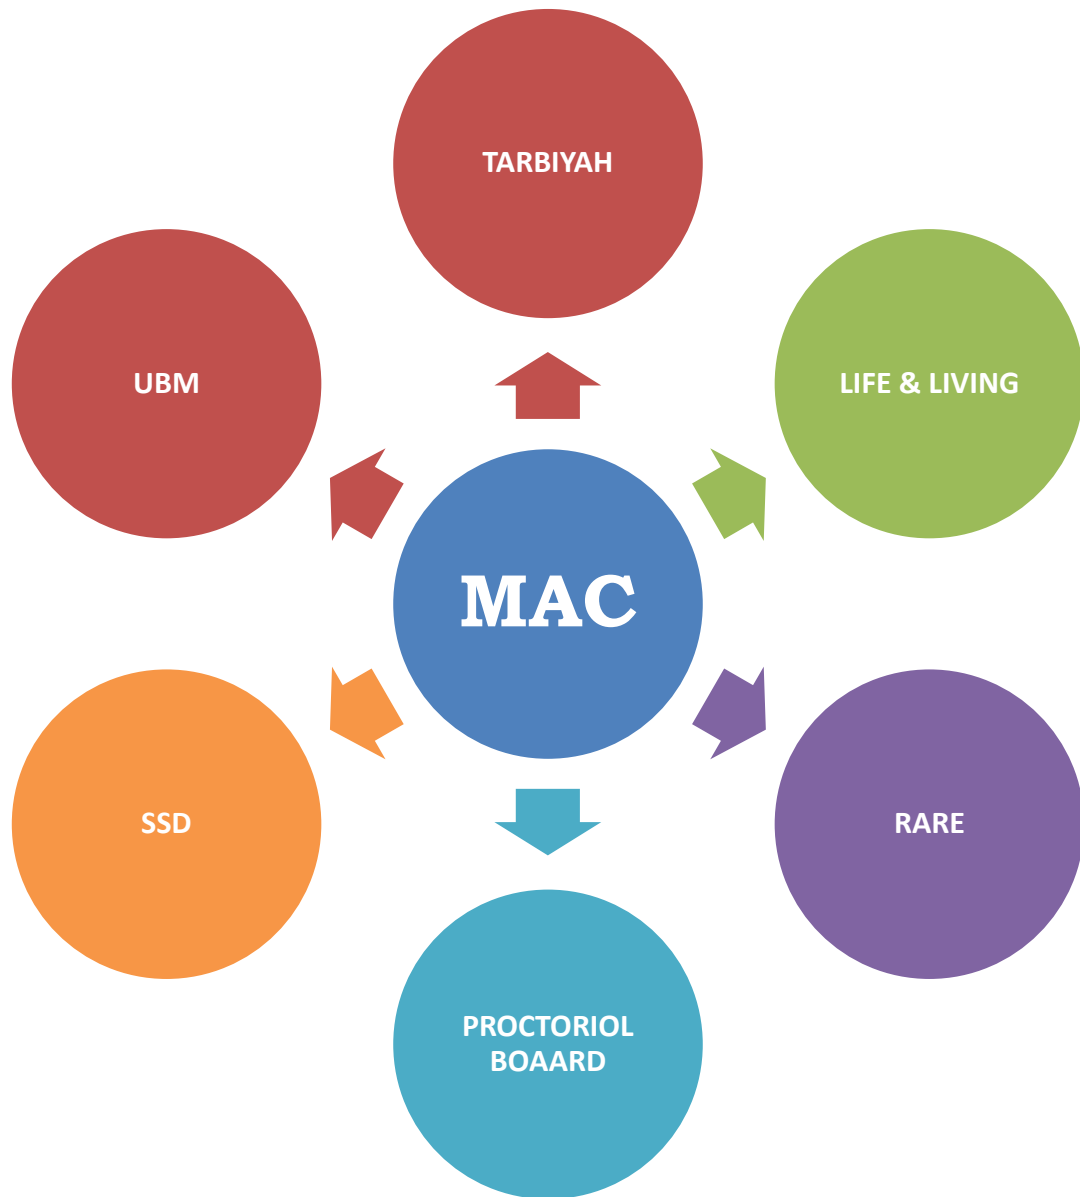 TARBIYAH
UBM
LIFE & LIVING
MAC
SSD
RARE
PROCTORIOL
BOAARD